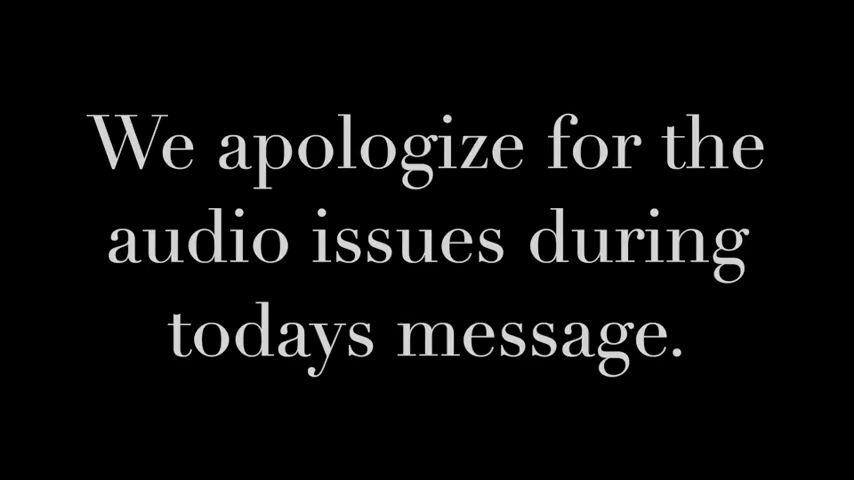 We apologize for the
audio issues during
todays message.